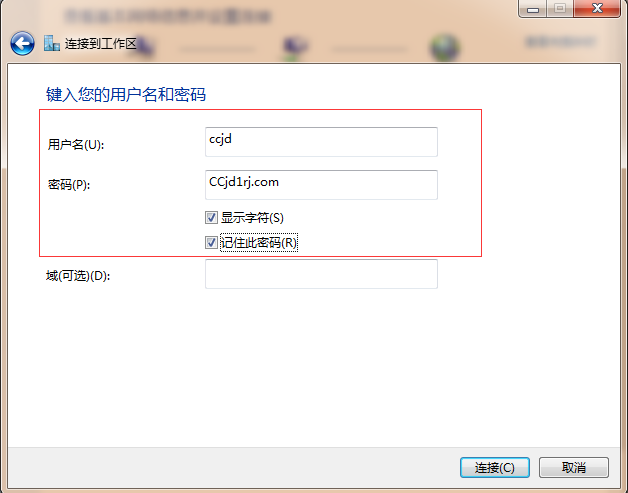 连接到工作区
键入您的用户名和密码
用户名(U):
ccjd
密码(P):
CCjd1rj.com
显示字符(S)
记住此密码(R)
域(可选)(D):
连接(C)
取消